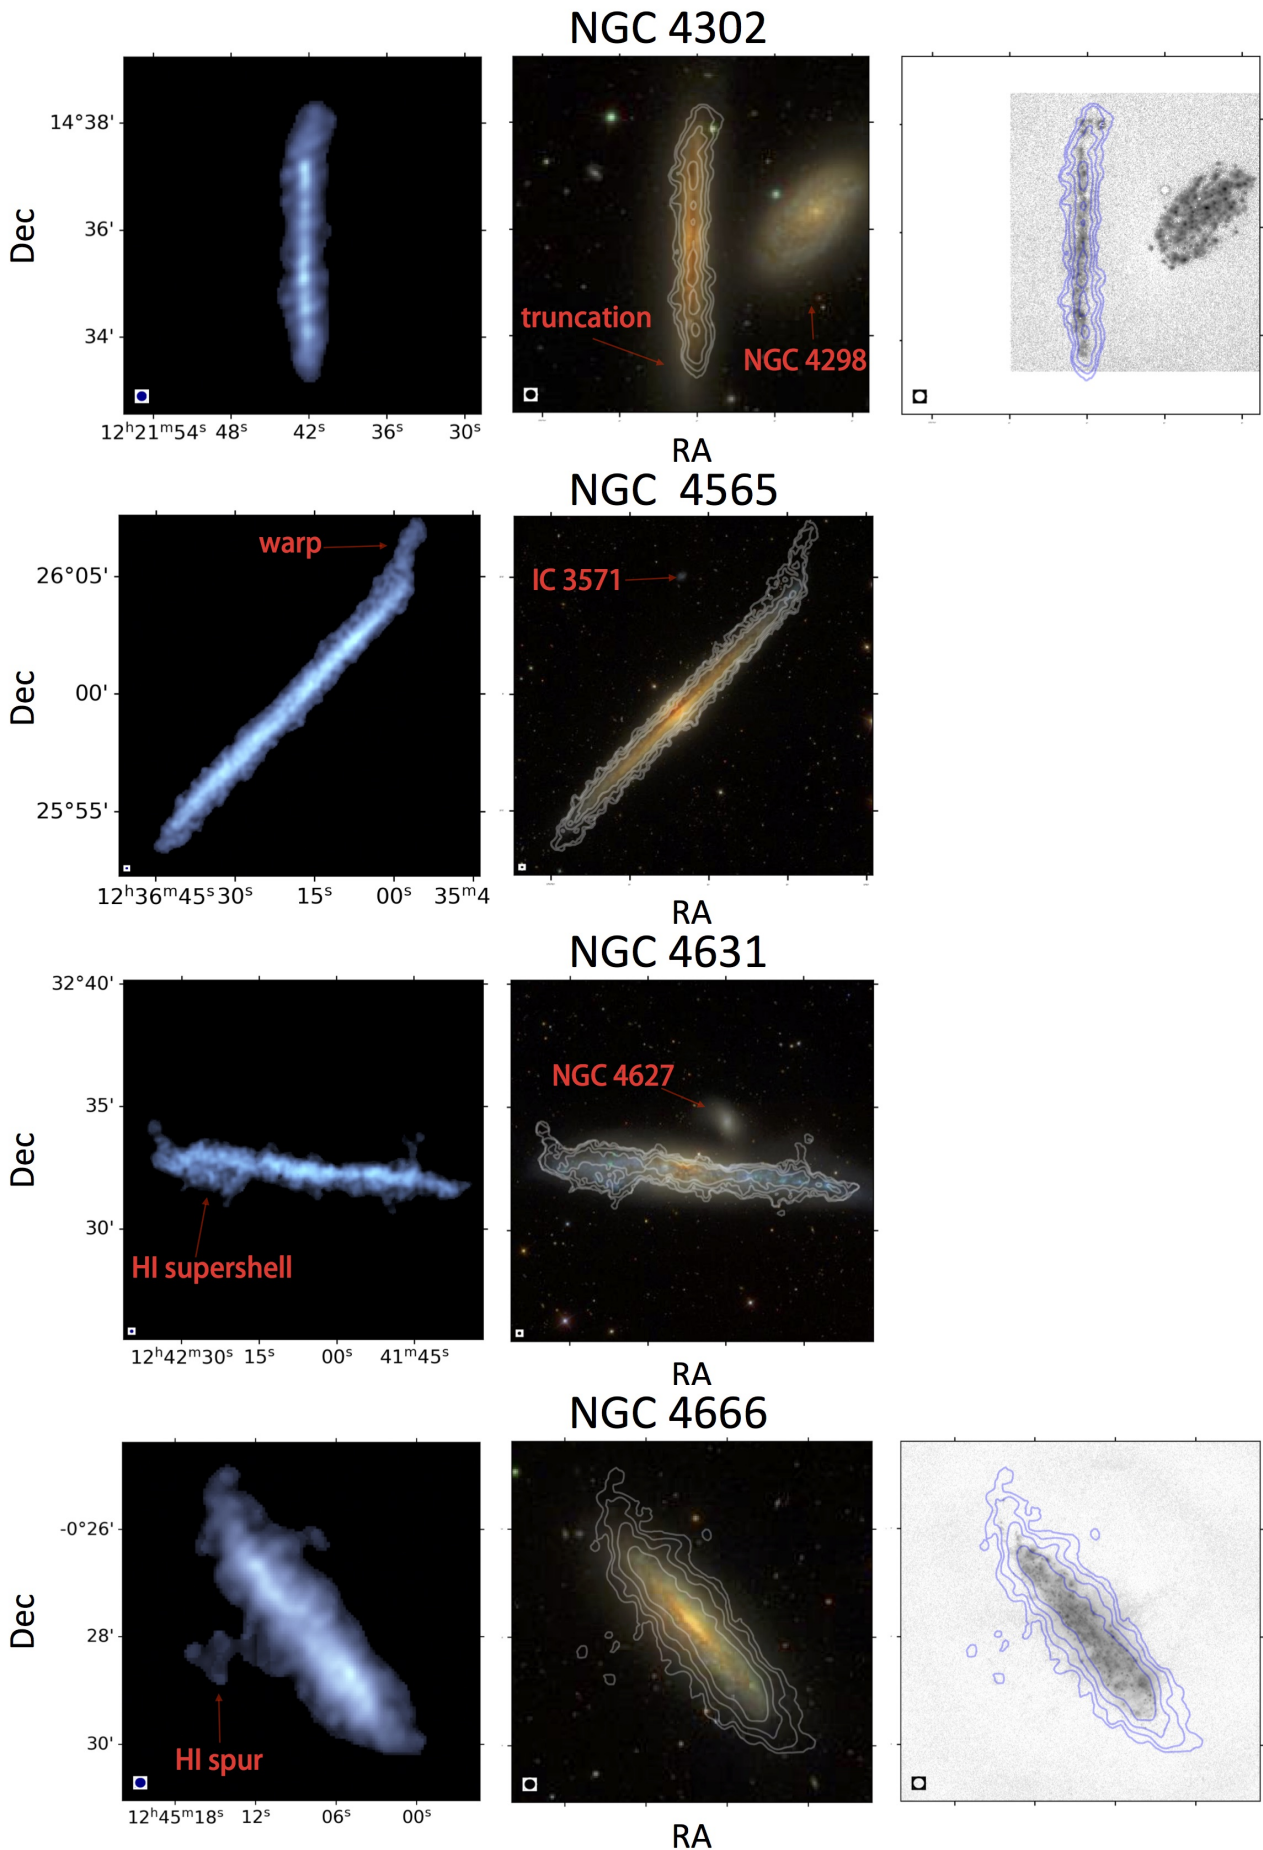 NGC 4302
Dec
14°38'
36'
34'
truncation
NGC 4298
12ʰ21ᵐ54ˢ 48ˢ 42ˢ 36ˢ 30ˢ
RA
NGC 4565
Dec
warp
26°05'
IC 3571
00'
25°55'
12ʰ36ᵐ45ˢ30ˢ 15ˢ 00ˢ 35ᵐ4
RA
NGC 4631
Dec
32°40'
35'
NGC 4627
30'
HI supershell
12ʰ42ᵐ30ˢ 15ˢ 00ˢ 41ᵐ45ˢ
RA
NGC 4666
Dec
-0°26'
28'
30'
HI spur
12ʰ45ᵐ18ˢ 12ˢ 06ˢ 00ˢ
RA